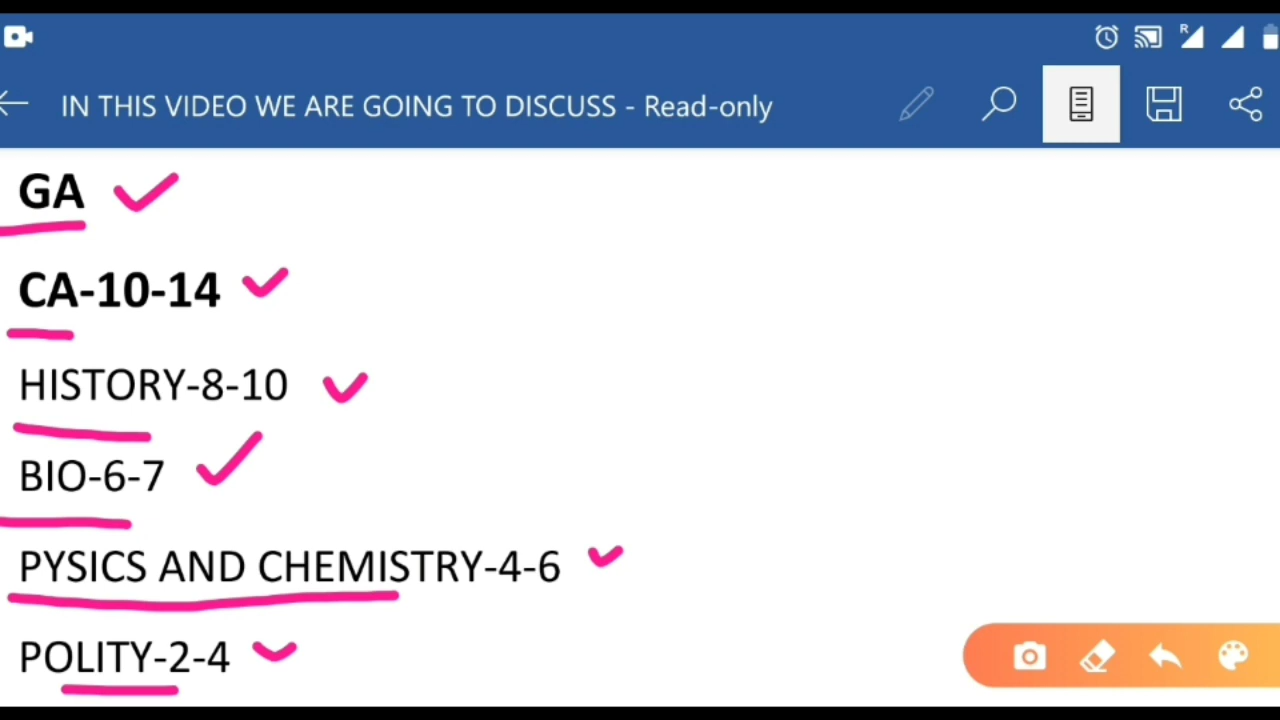 R
IN THIS VIDEO WE ARE GOING TO DISCUSS - Read-only
GA
CA-10-14
HISTORY-8-10
BIO-6-7
PYSICS AND CHEMISTRY-4-6
POLITY-2-4